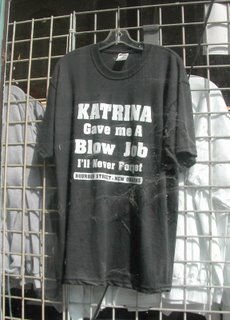 KATRINA
Gave me A
Blow Job
I'll Never Forget
BOURBON STREET - NEW ORLEANS